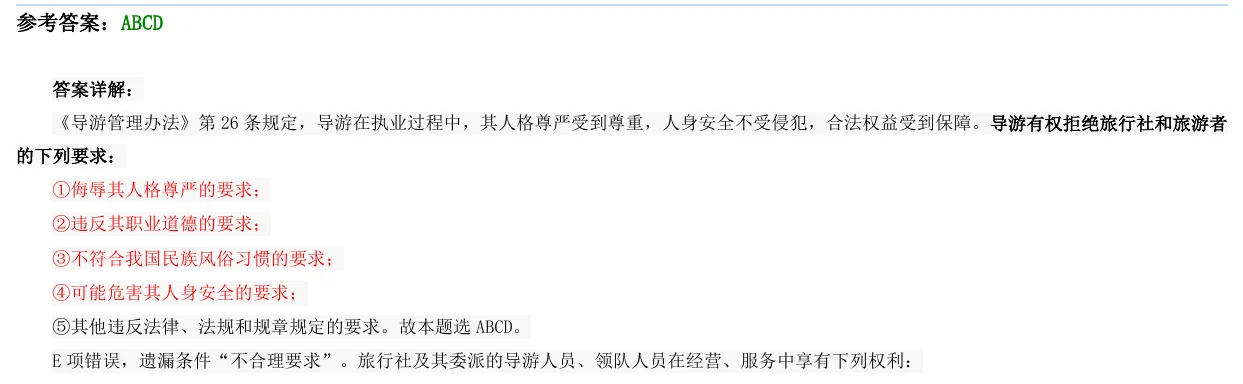 参考答案：ABCD
答案详解：
《导游管理办法》第 26 条规定，导游在执业过程中，其人格尊严受到尊重，人身安全不受侵犯，合法权益受到保障。导游有权拒绝旅行社和旅游者
的下列要求：
①侮辱其人格尊严的要求；
②违反其职业道德的要求；
③不符合我国民族风俗习惯的要求；
④可能危害其人身安全的要求；
⑤其他违反法律、法规和规章规定的要求。故本题选 ABCD。
E 项错误，遗漏条件“不合理要求”。旅行社及其委派的导游人员、领队人员在经营、服务中享有下列权利：